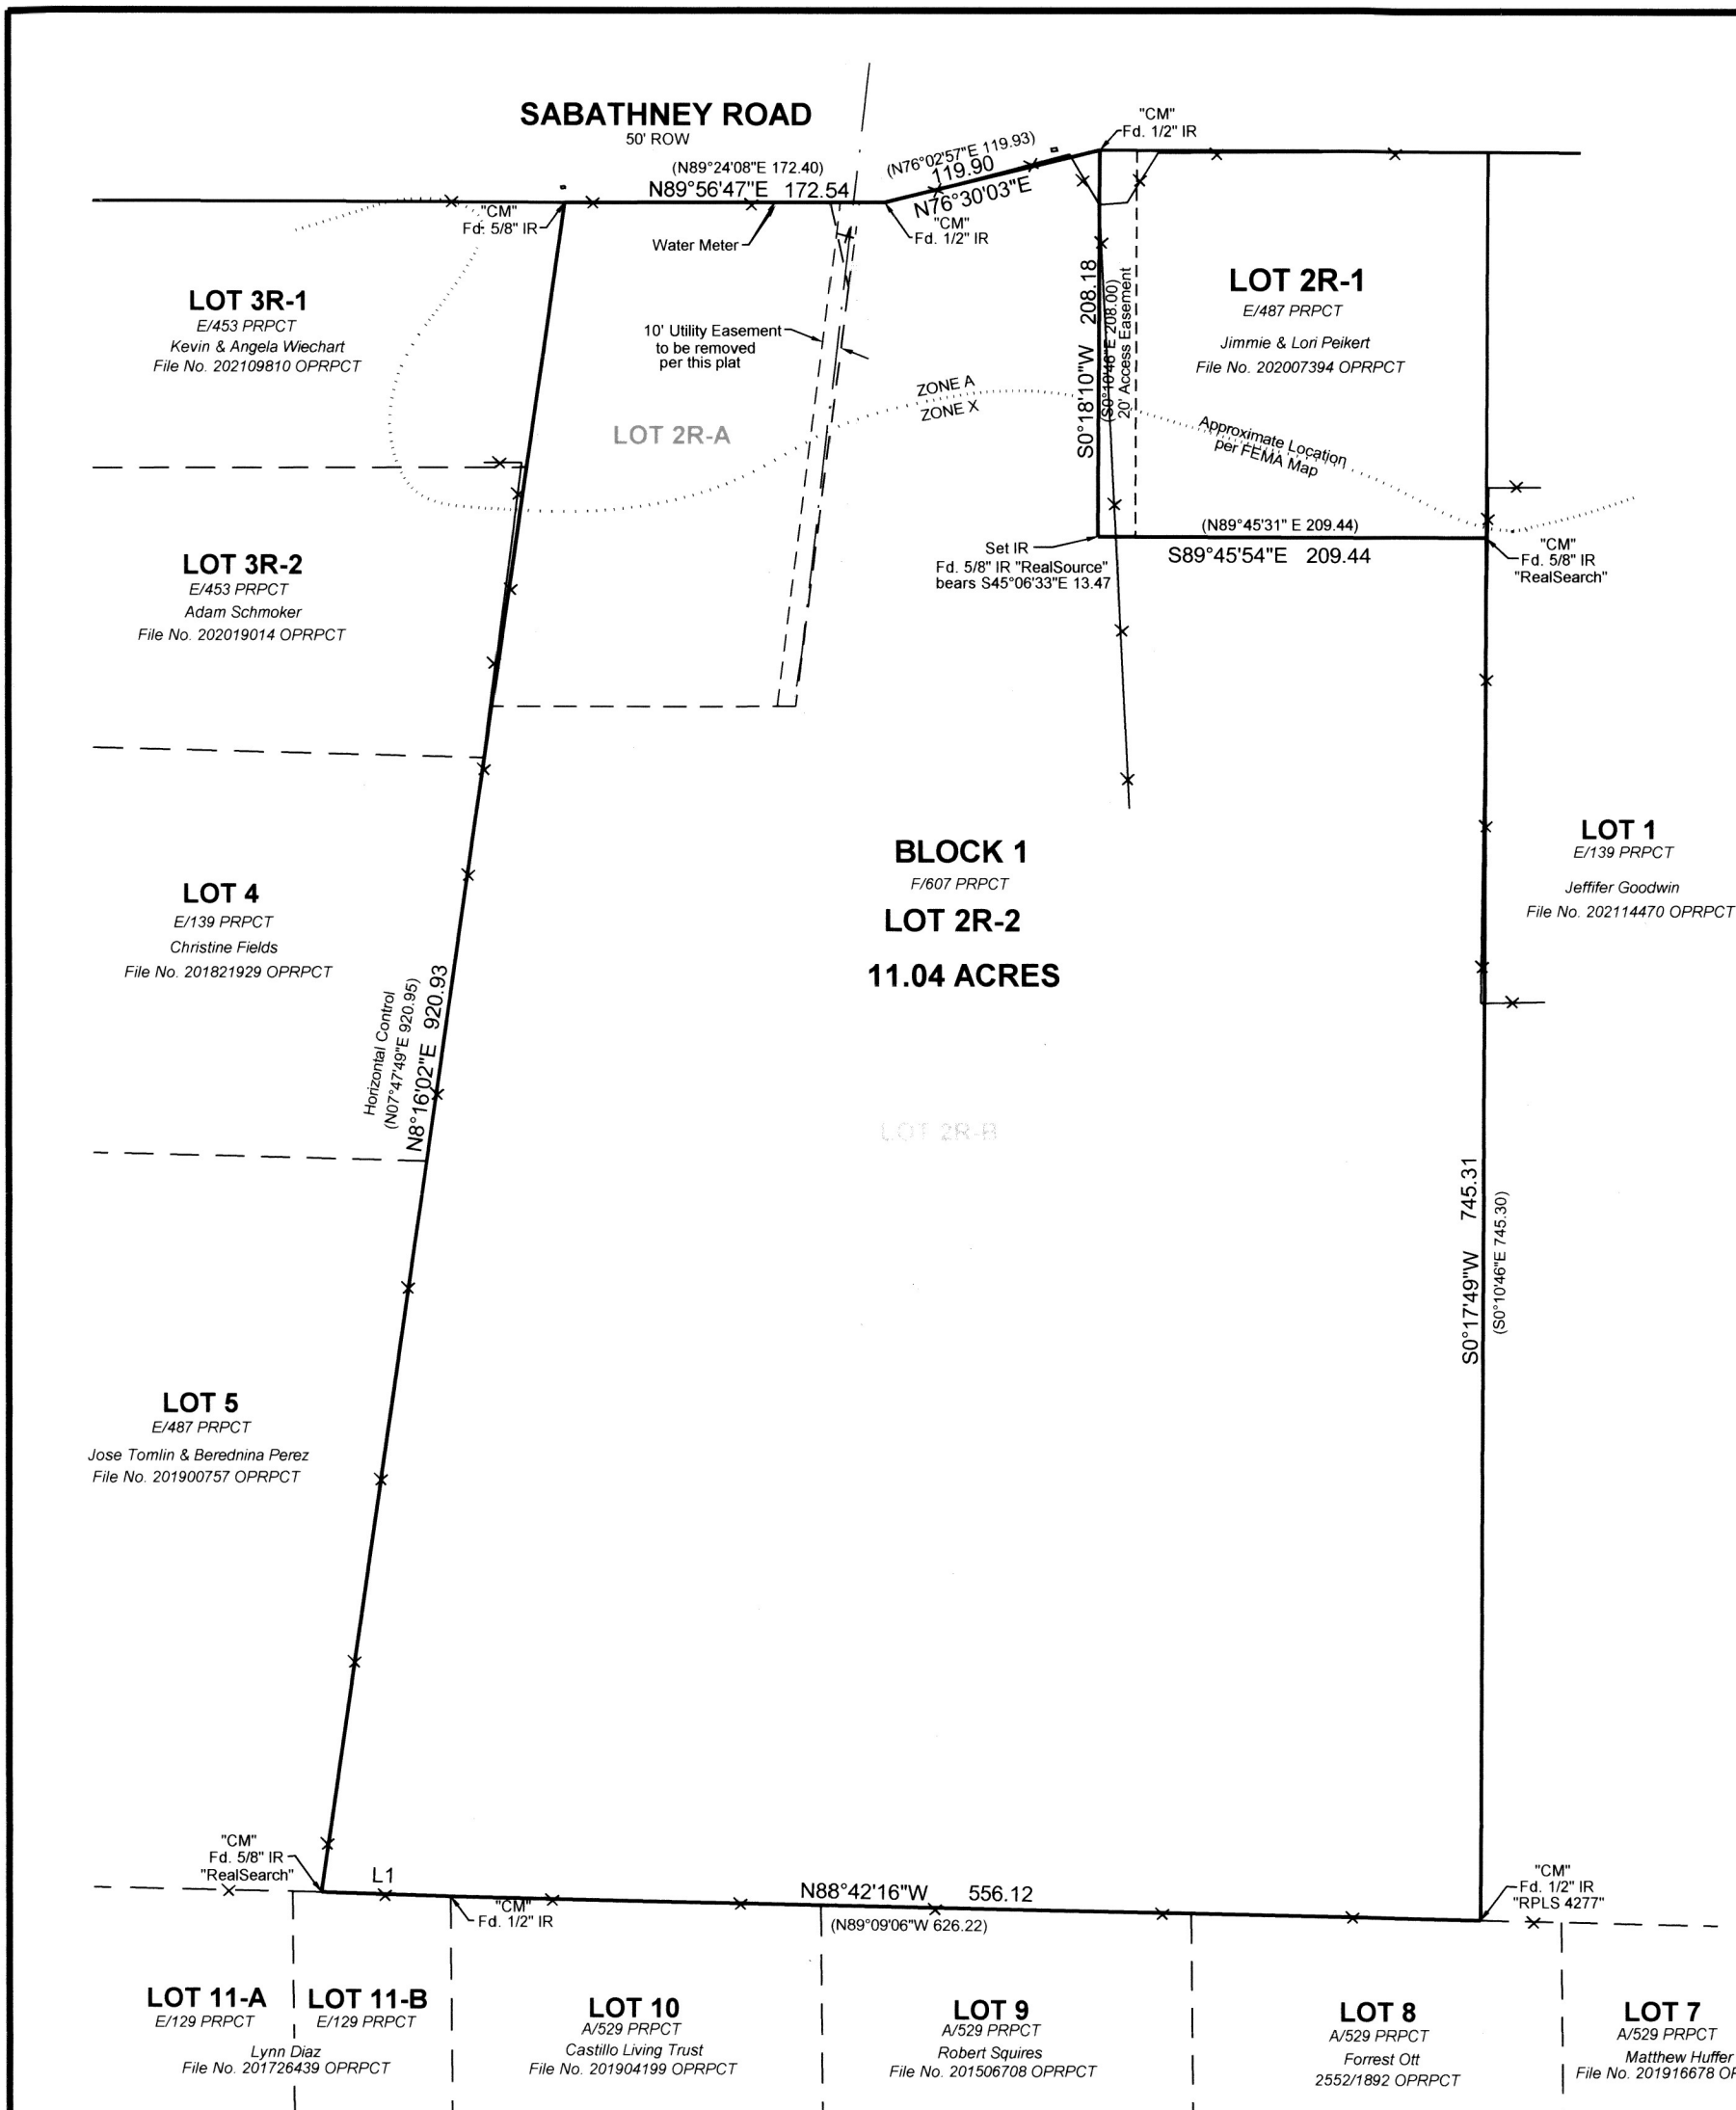 SABATHNEY ROAD
50' ROW
(N89°24'08"E 172.40)
N89°56'47"E 172.54
(N76°02'57"E 119.93)
119.90
N76°30'03"E
"CM"
Fd. 1/2" IR
"CM"
Fd. 5/8" IR
"CM"
Fd. 1/2" IR
Water Meter
LOT 3R-1
E/453 PRPCT
Kevin & Angela Wiechart
File No. 202109810 OPRPCT
10' Utility Easement
to be removed
per this plat
LOT 2R-A
ZONE A
ZONE X
S0°18'10"W 208.18
(S0°10'46"E 208.00)
20' Access Easement
LOT 2R-1
E/487 PRPCT
Jimmie & Lori Peikert
File No. 202007394 OPRPCT
Approximate Location
per FEMA Map
(N89°45'31" E 209.44)
S89°45'54"E 209.44
Set IR
Fd. 5/8" IR "RealSource"
bears S45°06'33"E 13.47
"CM"
Fd. 5/8" IR
"RealSearch"
LOT 3R-2
E/453 PRPCT
Adam Schmoker
File No. 202019014 OPRPCT
LOT 4
E/139 PRPCT
Christine Fields
File No. 201821929 OPRPCT
BLOCK 1
F/607 PRPCT
LOT 2R-2
11.04 ACRES
LOT 1
E/139 PRPCT
Jeffifer Goodwin
File No. 202114470 OPRPCT
Horizontal Control
(N07°47'49"E 920.95)
N8°16'02"E 920.93
LOT 2R-B
S0°17'49"W 745.31
(S0°10'46"E 745.30)
LOT 5
E/487 PRPCT
Jose Tomlin & Berednina Perez
File No. 201900757 OPRPCT
"CM"
Fd. 5/8" IR
"RealSearch"
L1
"CM"
Fd. 1/2" IR
N88°42'16"W 556.12
(N89°09'06"W 626.22)
"CM"
Fd. 1/2" IR
"RPLS 4277"
LOT 11-A
E/129 PRPCT
LOT 11-B
E/129 PRPCT
Lynn Diaz
File No. 201726439 OPRPCT
LOT 10
A/529 PRPCT
Castillo Living Trust
File No. 201904199 OPRPCT
LOT 9
A/529 PRPCT
Robert Squires
File No. 201506708 OPRPCT
LOT 8
A/529 PRPCT
Forrest Ott
2552/1892 OPRPCT
LOT 7
A/529 PRPCT
Matthew Huffer
File No. 201916678